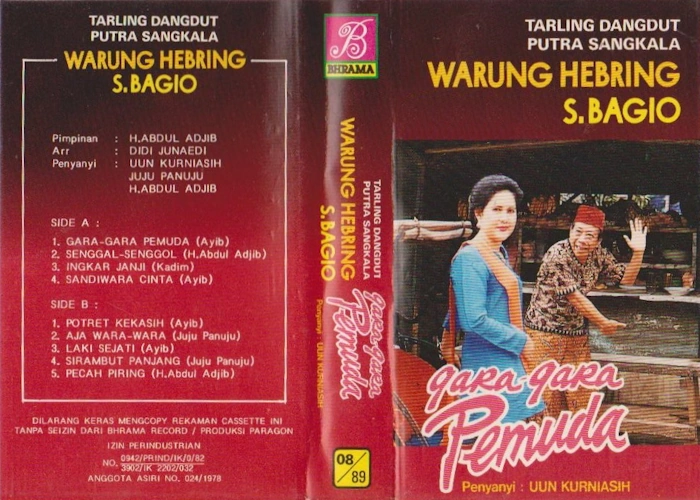 TARLING DANGDUT
PUTRA SANGKALA
WARUNG HEBRING
S.BAGIO
Pimpinan : H.ABDUL ADJIB
Arr : DIDI JUNAEDI
Penyanyi : UUN KURNIASIH
JUJU PANUJU
H.ABDUL ADJIB
SIDE A :
1. GARA-GARA PEMUDA (Ayib)
2. SENGGAL-SENGGOL (H.Abdul Adjib)
3. INGKAR JANJI (Kadim)
4. SANDIWARA CINTA (Ayib)
SIDE B :
1. POTRET KEKASIH (Ayib)
2. AJA WARA-WARA (Juju Panuju)
3. LAKI SEJATI (Ayib)
4. SIRAMBUT PANJANG (Juju Panuju)
5. PECAH PIRING (H.Abdul Adjib)
DILARANG KERAS MENGCOPY REKAMAN CASSETTE INI
TANPA SEIZIN DARI BHRAMA RECORD / PRODUKSI PARAGON
IZIN PERINDUSTRIAN
NO. 0942/PRIND/IK/0/82
3902/IK 2202/032
ANGGOTA ASIRI NO. 024/1978
B
BHRAMA
TARLING DANGDUT
PUTRA SANGKALA
WARUNG HEBRING
S.BAGIO
gara-gara
Pemuda
Penyanyi : UUN KURNIASIH
08/89
TARLING DANGDUT
PUTRA SANGKALA
WARUNG HEBRING
S.BAGIO
gara-gara
Pemuda
Penyanyi : UUN KURNIASIH